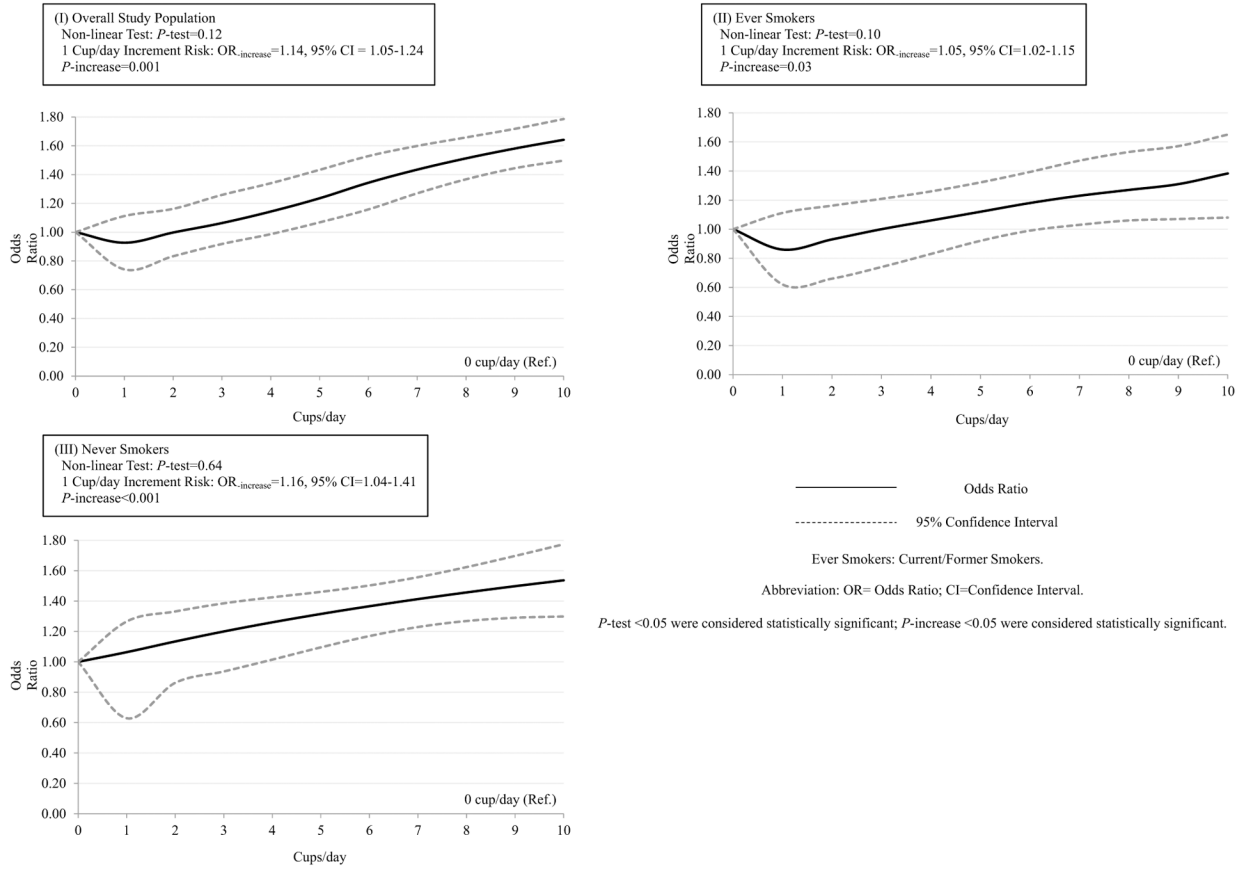 (I) Overall Study Population
Non-linear Test: P-test=0.12
1 Cup/day Increment Risk: OR-increase=1.14, 95% CI = 1.05-1.24
P-increase=0.001
1.80
1.60
1.40
1.20
1.00
0.80
0.60
0.40
0.20
0.00
Odds
Ratio
0 cup/day (Ref.)
0 1 2 3 4 5 6 7 8 9 10
Cups/day
(II) Ever Smokers
Non-linear Test: P-test=0.10
1 Cup/day Increment Risk: OR-increase=1.05, 95% CI=1.02-1.15
P-increase=0.03
1.80
1.60
1.40
1.20
1.00
0.80
0.60
0.40
0.20
0.00
Odds
Ratio
0 cup/day (Ref.)
0 1 2 3 4 5 6 7 8 9 10
Cups/day
(III) Never Smokers
Non-linear Test: P-test=0.64
1 Cup/day Increment Risk: OR-increase=1.16, 95% CI=1.04-1.41
P-increase<0.001
1.80
1.60
1.40
1.20
1.00
0.80
0.60
0.40
0.20
0.00
Odds
Ratio
0 cup/day (Ref.)
0 1 2 3 4 5 6 7 8 9 10
Cups/day
Odds Ratio
95% Confidence Interval
Ever Smokers: Current/Former Smokers.
Abbreviation: OR= Odds Ratio; CI=Confidence Interval.
P-test <0.05 were considered statistically significant; P-increase <0.05 were considered statistically significant.